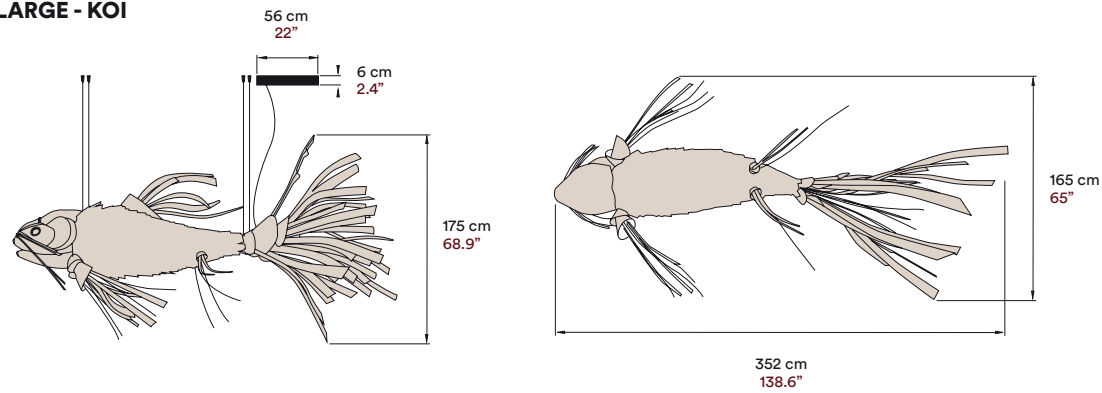 LARGE - KOI
56 cm
22”
6 cm
2.4”
175 cm
68.9”
165 cm
65”
352 cm
138.6”